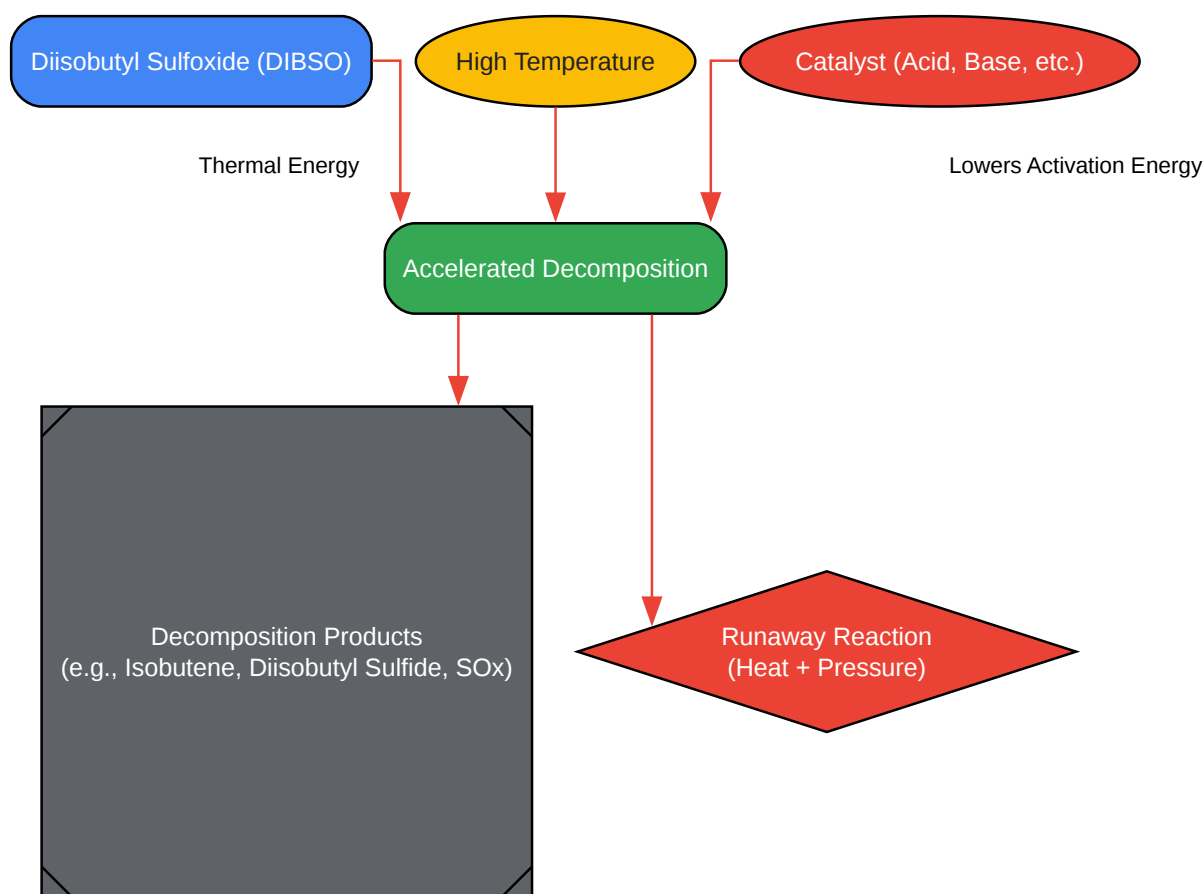 Diisobutyl Sulfoxide (DIBSO)
High Temperature
Catalyst (Acid, Base, etc.)
Thermal Energy
Lowers Activation Energy
Accelerated Decomposition
Decomposition Products
(e.g., Isobutene, Diisobutyl Sulfide, SOx)
Runaway Reaction
(Heat + Pressure)